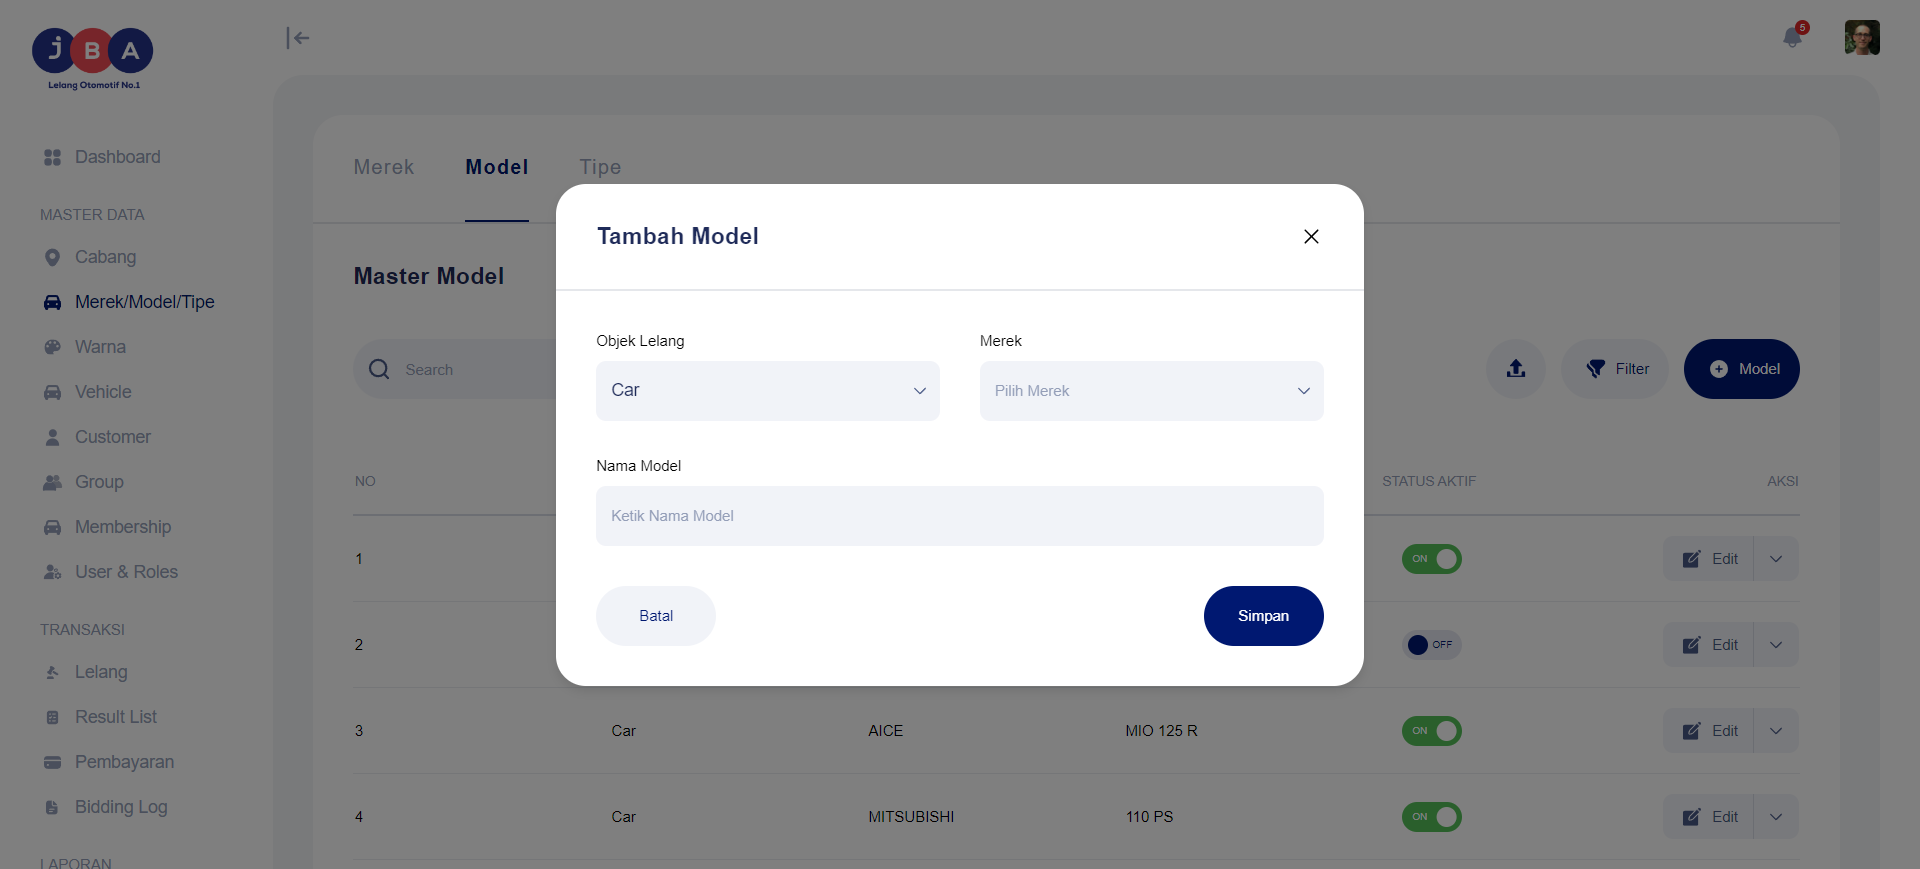 JBA
Lelang Otomotif No.1
5
Dashboard
MASTER DATA
Cabang
Merek/Model/Tipe
Warna
Vehicle
Customer
Group
Membership
User & Roles
TRANSAKSI
Lelang
Result List
Pembayaran
Bidding Log
LAPORAN
Merek Model Tipe
Master Model
Search
Filter
Model
NO STATUS AKTIF AKSI
1 ON Edit
2 OFF Edit
3 Car AICE MIO 125 R ON Edit
4 Car MITSUBISHI 110 PS ON Edit
Tambah Model
Objek Lelang Merek
Car Pilih Merek
Nama Model
Ketik Nama Model
Batal Simpan